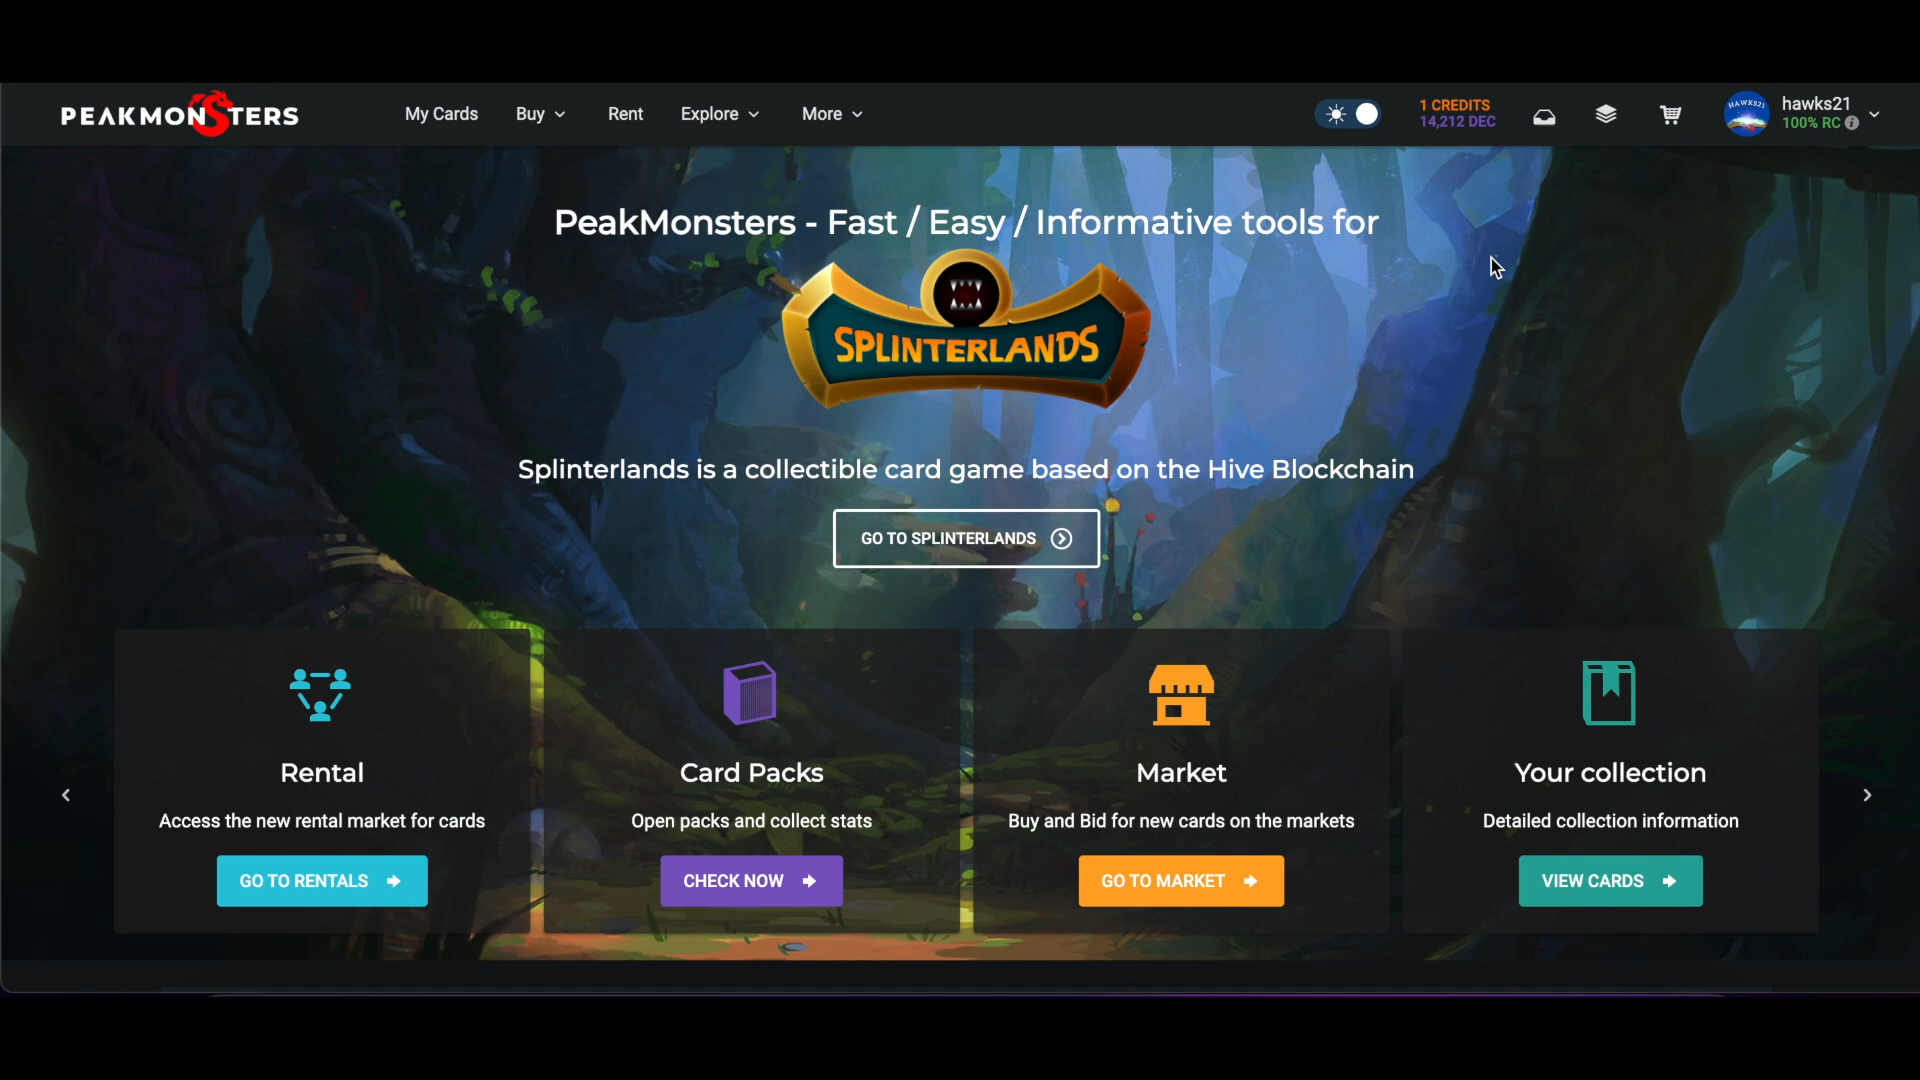 PEAKMONSTERS
My Cards
Buy
Rent
Explore
More
1 CREDITS
14,212 DEC
HAWKS21
hawks21
100% RC
PeakMonsters - Fast / Easy / Informative tools for
SPLINTERLANDS
Splinterlands is a collectible card game based on the Hive Blockchain
GO TO SPLINTERLANDS
Rental
Access the new rental market for cards
GO TO RENTALS
Card Packs
Open packs and collect stats
CHECK NOW
Market
Buy and Bid for new cards on the markets
GO TO MARKET
Your collection
Detailed collection information
VIEW CARDS